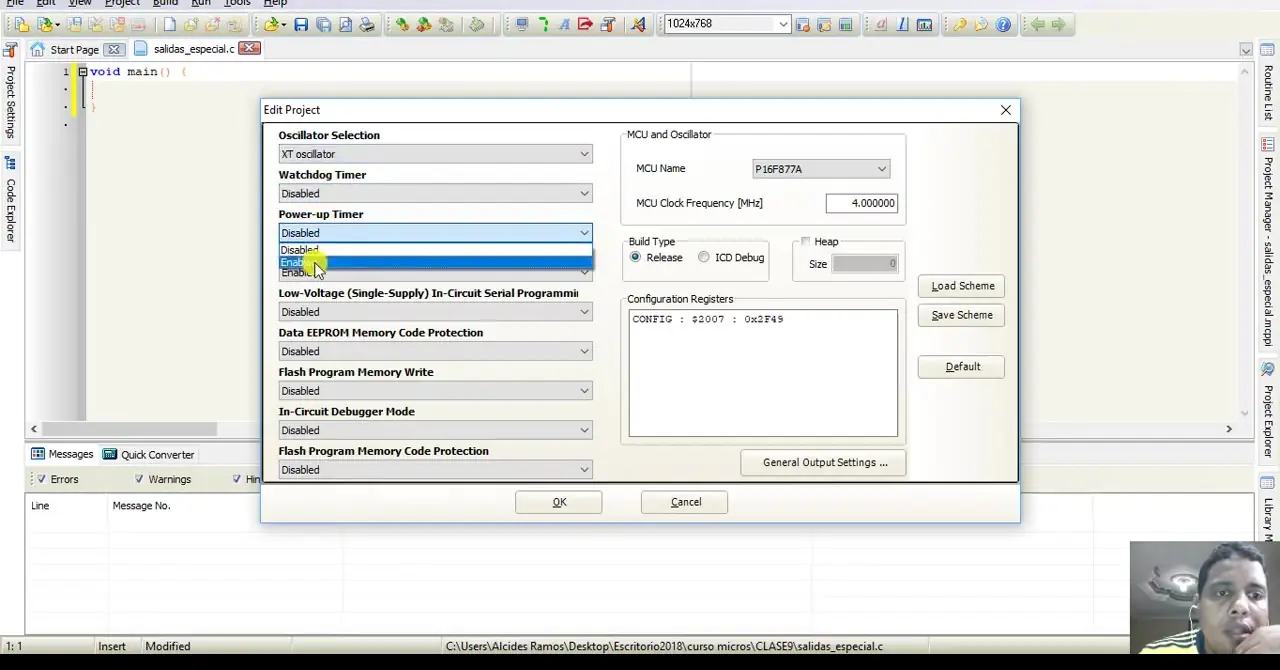 File Edit View Project Build Run Tools Help
1024x768
Start Page
salidas_especial.c
1 void main() {
}
Project Settings
Code Explorer
Edit Project
Oscillator Selection
XT oscillator
Watchdog Timer
Disabled
Power-up Timer
Disabled
Disabled
Low-Voltage (Single-Supply) In-Circuit Serial Programmin
Disabled
Data EEPROM Memory Code Protection
Disabled
Flash Program Memory Write
Disabled
In-Circuit Debugger Mode
Disabled
Flash Program Memory Code Protection
Disabled
MCU and Oscillator
MCU Name P16F877A
MCU Clock Frequency [MHz] 4.000000
Build Type
Release ICD Debug
Heap
Size 0
Configuration Registers
CONFIG : $2007 : 0x2F49
General Output Settings ...
Load Scheme
Save Scheme
Default
OK Cancel
Routine List
Project Manager - salidas_especial.mcppi
Project Explorer
Messages Quick Converter
Errors Warnings
Line Message No.
1: 1 Insert Modified C:\Users\Alcides Ramos\Desktop\Escritorio2018\curso micros\CLASE9\salidas_especial.c